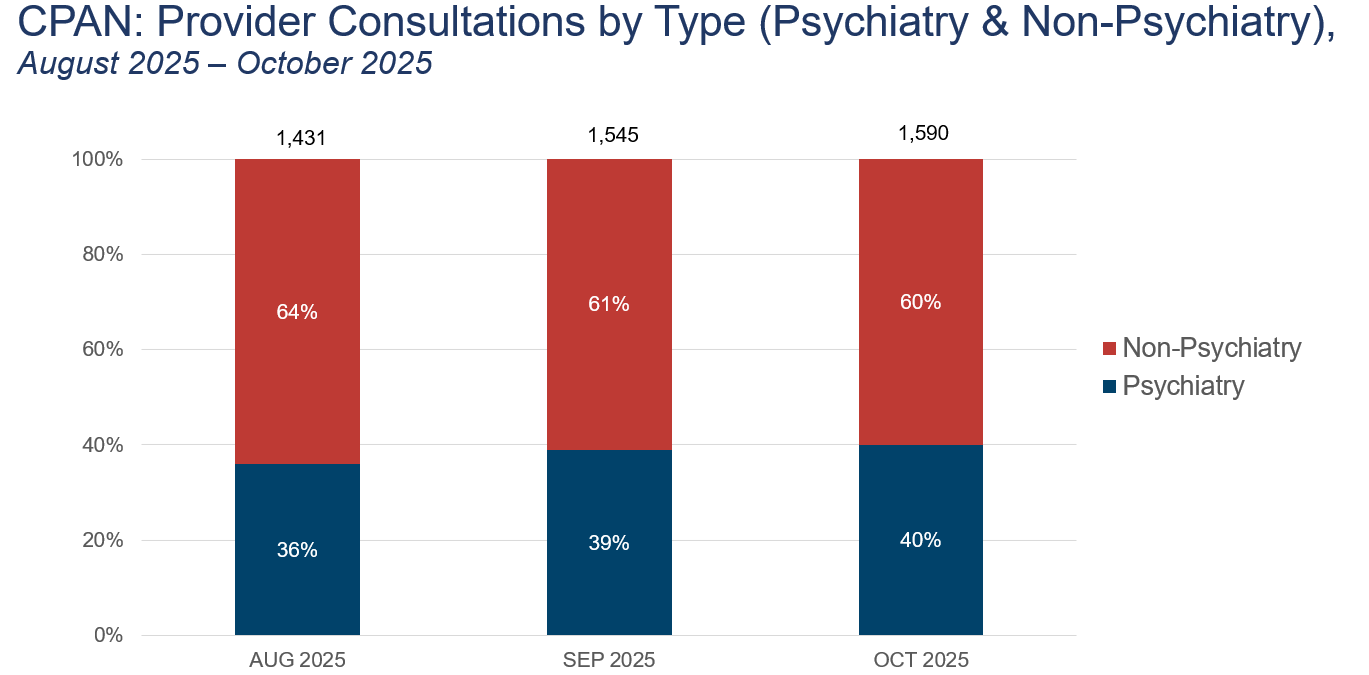 CPAN: Provider Consultations by Type (Psychiatry & Non-Psychiatry),
August 2025 – October 2025
1,431
1,545
1,590
100%
80%
60%
40%
20%
0%
64%
61%
60%
36%
39%
40%
Non-Psychiatry
Psychiatry
AUG 2025
SEP 2025
OCT 2025